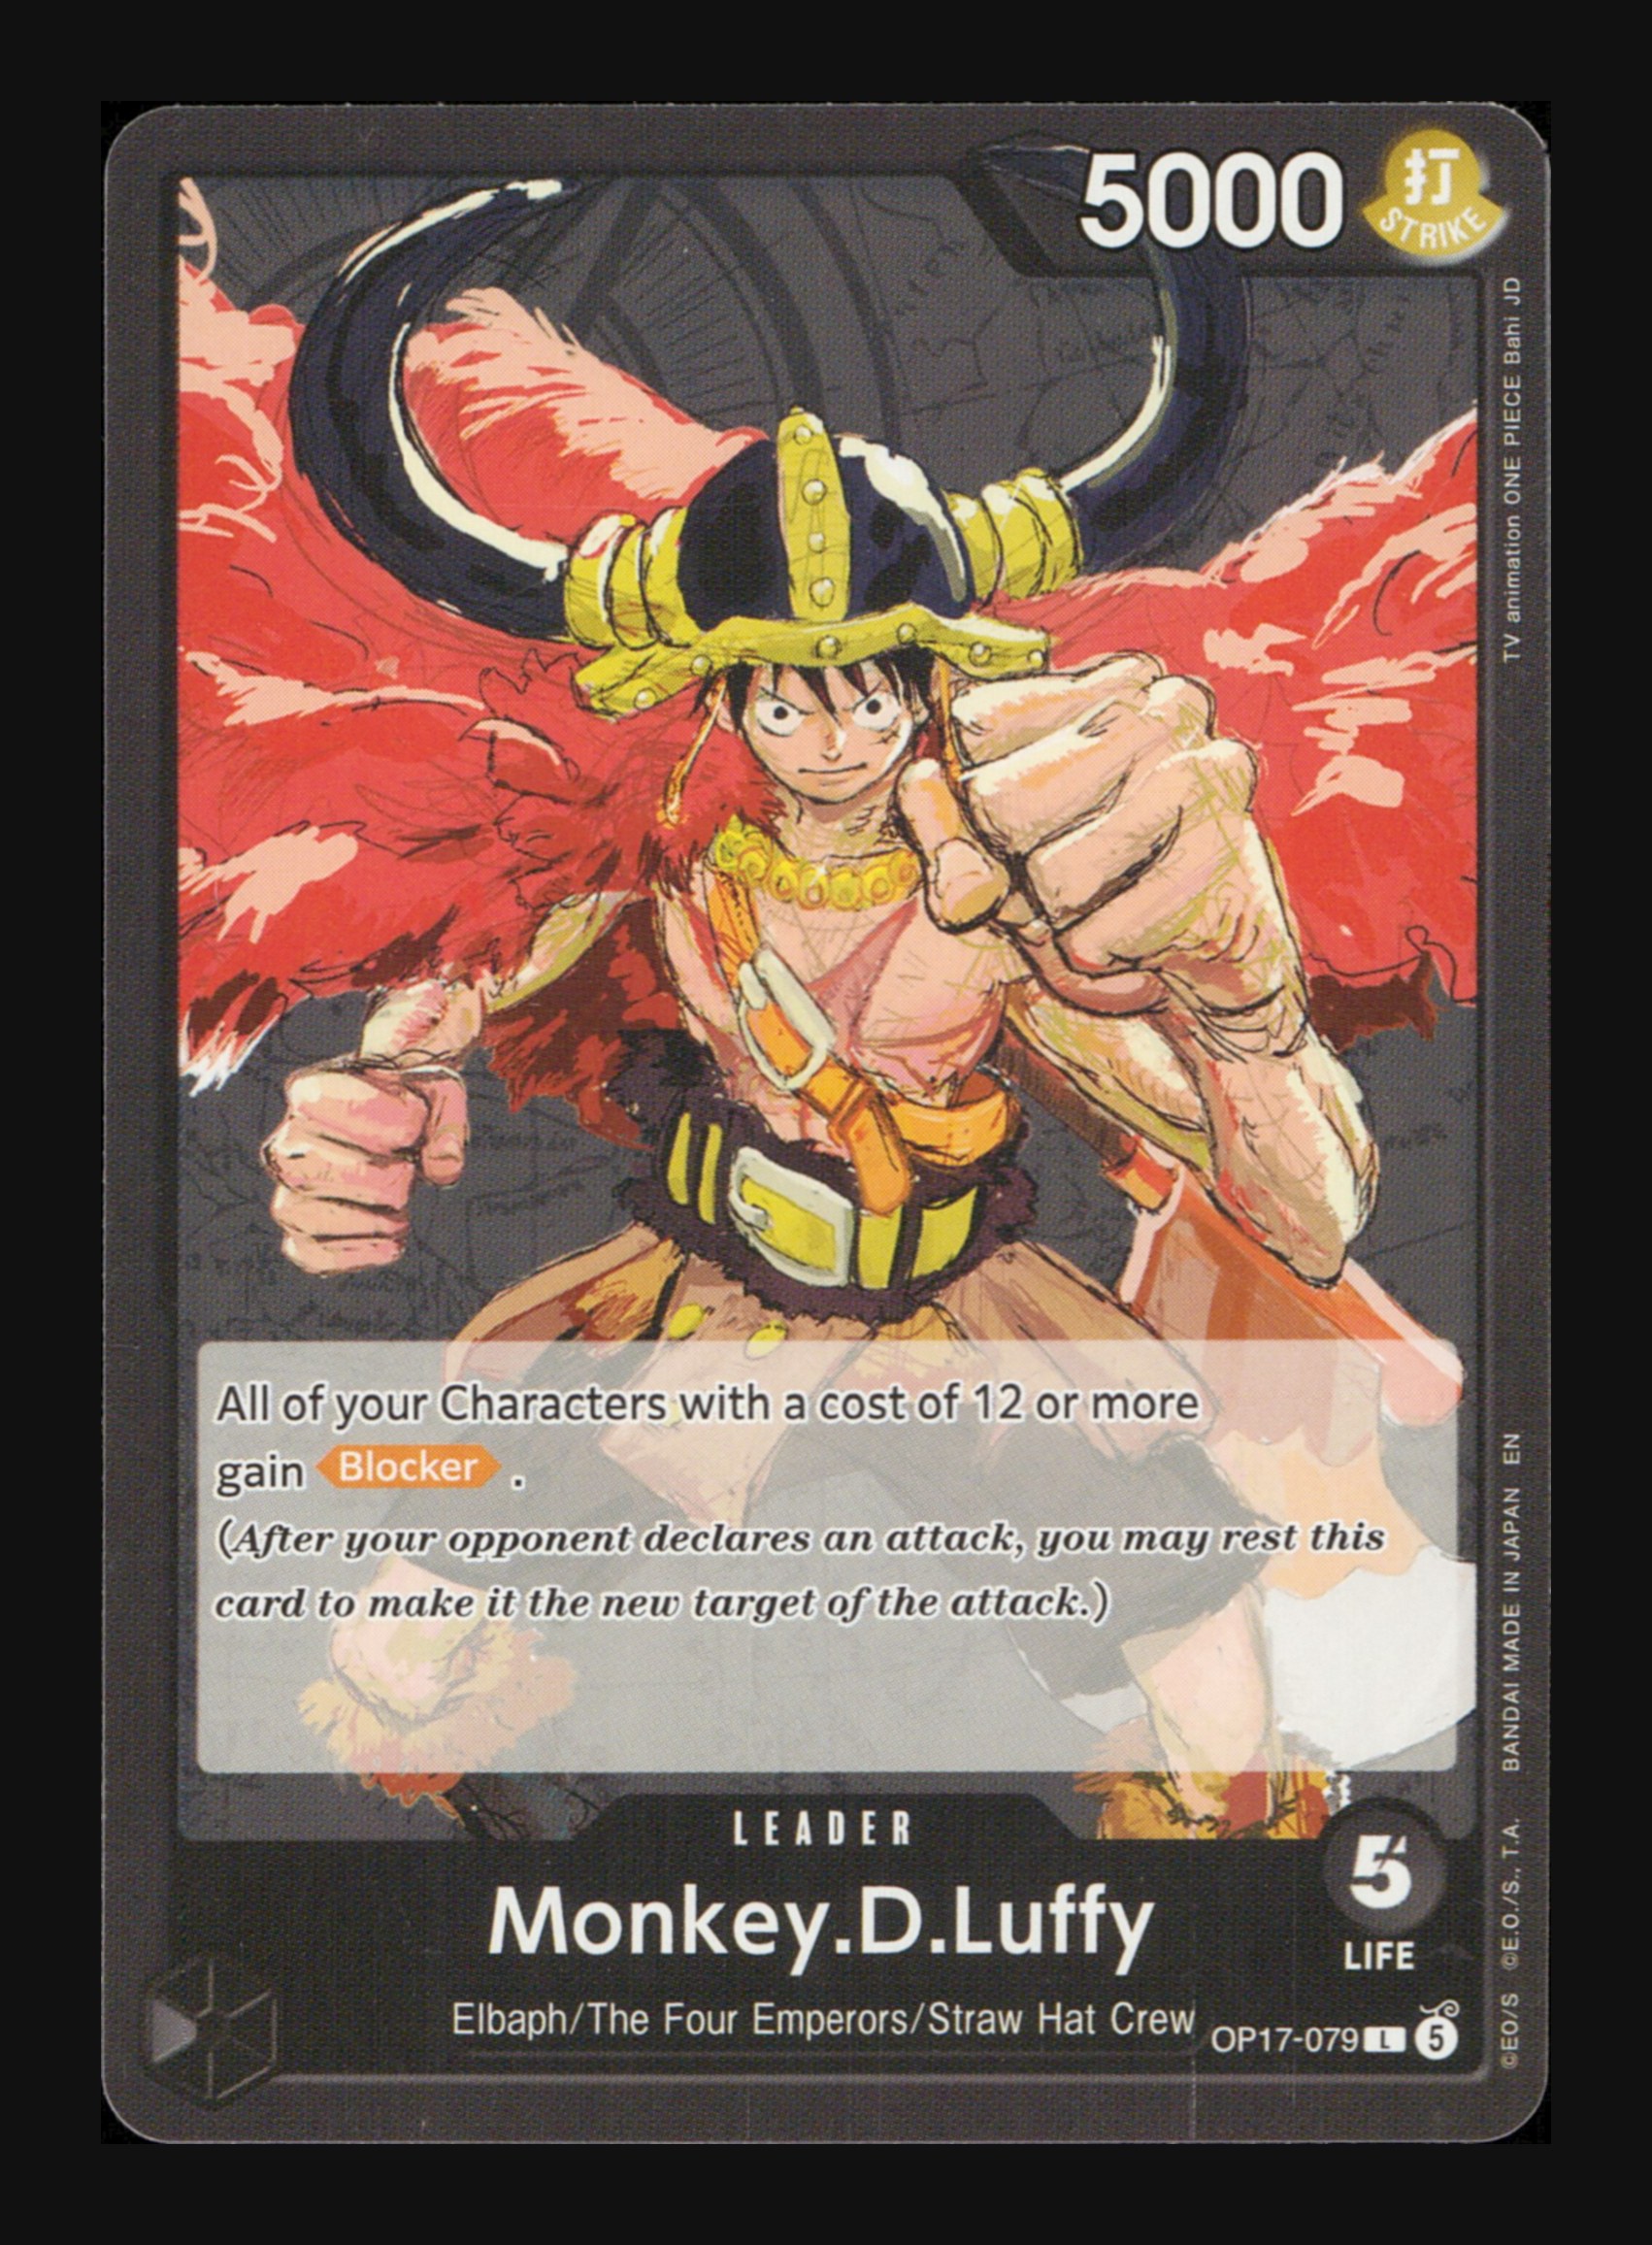 5000
打
STRIKE
TV animation ONE PIECE Bahi JD
All of your Characters with a cost of 12 or more
gain Blocker .
(After your opponent declares an attack, you may rest this
card to make it the new target of the attack.)
LEADER
Monkey.D.Luffy
5
LIFE
Elbaph/The Four Emperors/Straw Hat Crew
OP17-079 L 5
©EO/S ©E.O./S., T.A. BANDAI MADE IN JAPAN EN